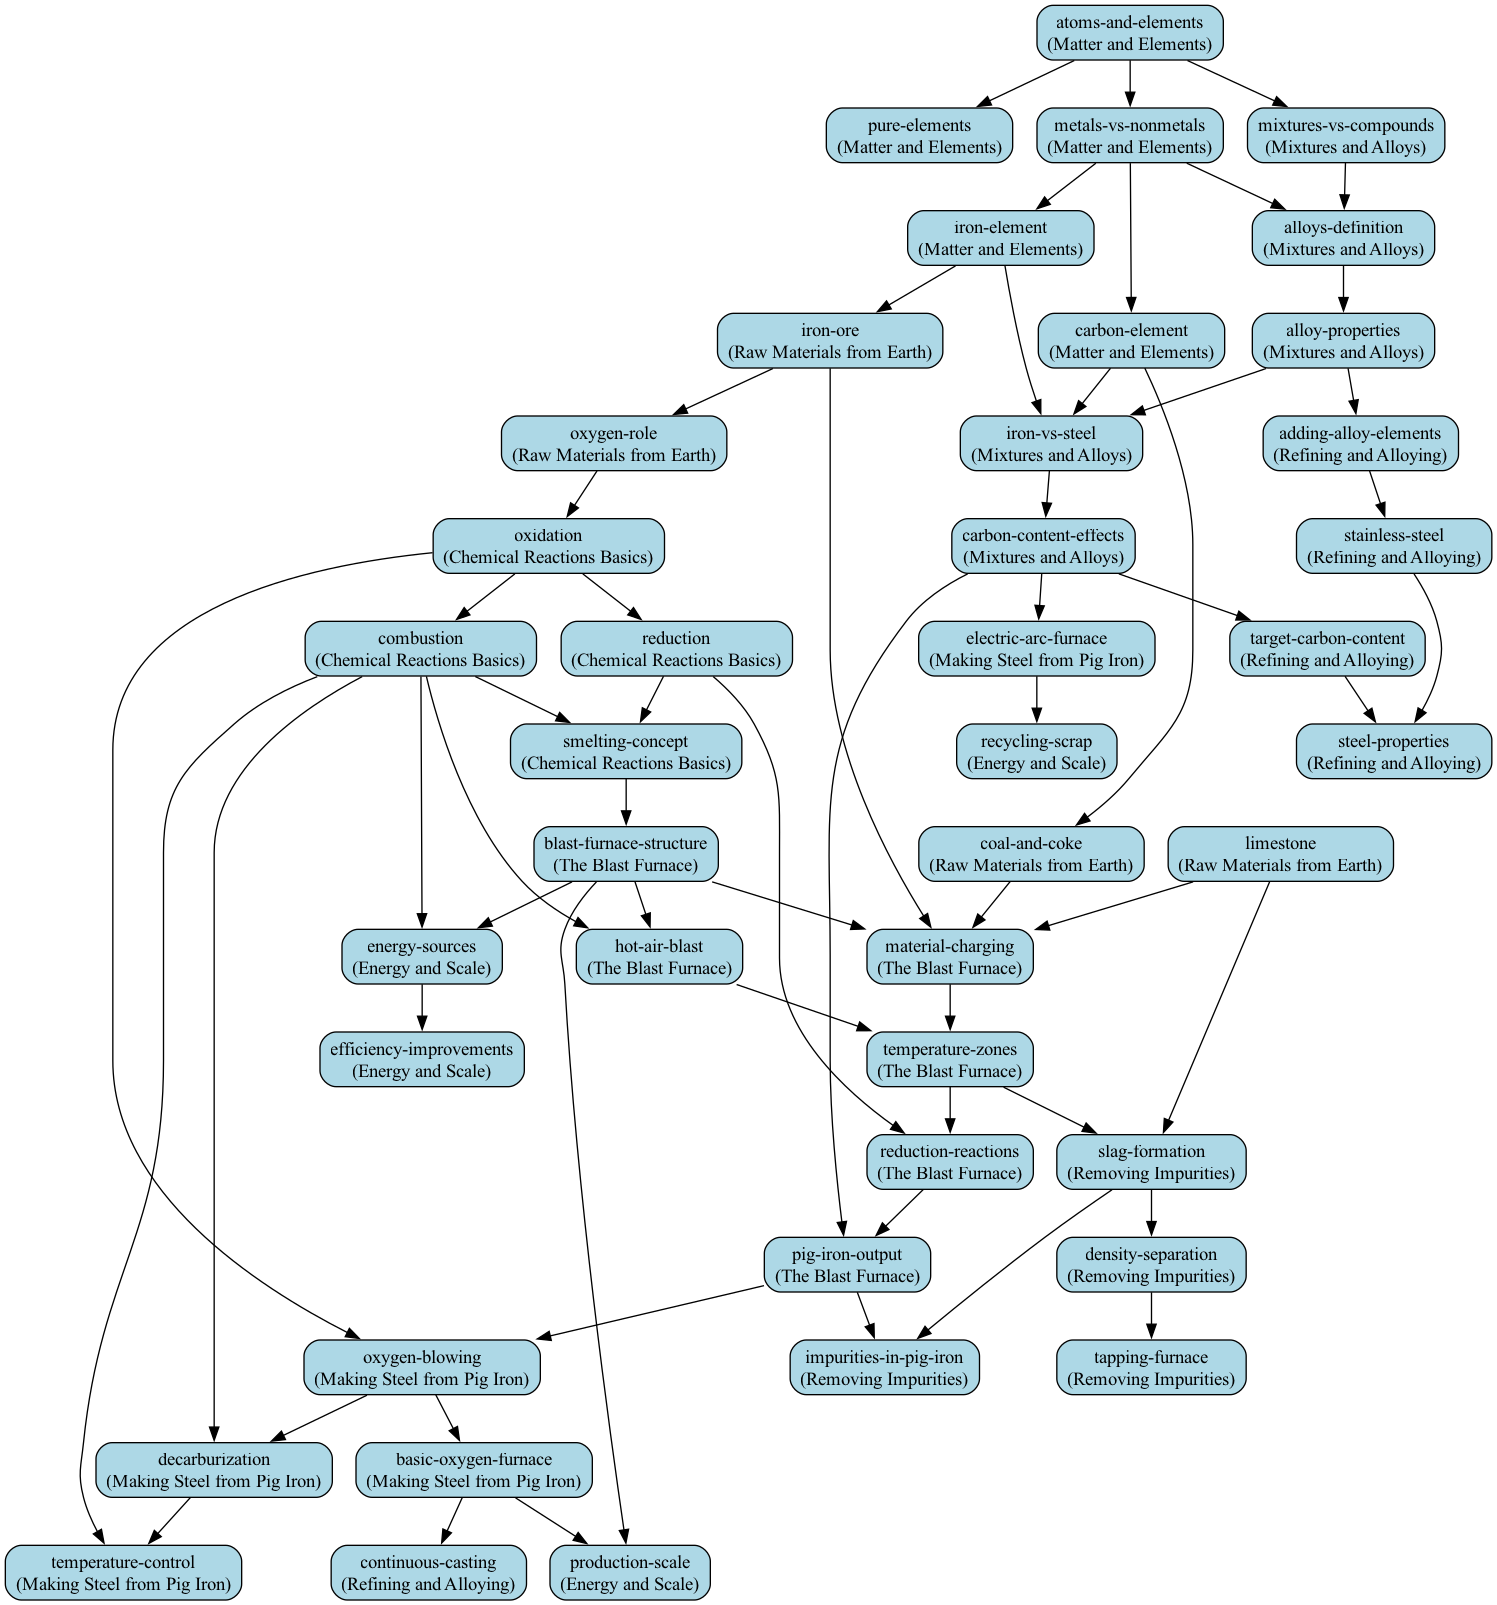 atoms-and-elements
(Matter and Elements)
pure-elements
(Matter and Elements)
metals-vs-nonmetals
(Matter and Elements)
mixtures-vs-compounds
(Mixtures and Alloys)
iron-element
(Matter and Elements)
alloys-definition
(Mixtures and Alloys)
iron-ore
(Raw Materials from Earth)
carbon-element
(Matter and Elements)
alloy-properties
(Mixtures and Alloys)
oxygen-role
(Raw Materials from Earth)
iron-vs-steel
(Mixtures and Alloys)
adding-alloy-elements
(Refining and Alloying)
oxidation
(Chemical Reactions Basics)
carbon-content-effects
(Mixtures and Alloys)
stainless-steel
(Refining and Alloying)
combustion
(Chemical Reactions Basics)
reduction
(Chemical Reactions Basics)
electric-arc-furnace
(Making Steel from Pig Iron)
target-carbon-content
(Refining and Alloying)
smelting-concept
(Chemical Reactions Basics)
recycling-scrap
(Energy and Scale)
steel-properties
(Refining and Alloying)
blast-furnace-structure
(The Blast Furnace)
coal-and-coke
(Raw Materials from Earth)
limestone
(Raw Materials from Earth)
energy-sources
(Energy and Scale)
hot-air-blast
(The Blast Furnace)
material-charging
(The Blast Furnace)
efficiency-improvements
(Energy and Scale)
temperature-zones
(The Blast Furnace)
reduction-reactions
(The Blast Furnace)
slag-formation
(Removing Impurities)
pig-iron-output
(The Blast Furnace)
density-separation
(Removing Impurities)
oxygen-blowing
(Making Steel from Pig Iron)
impurities-in-pig-iron
(Removing Impurities)
tapping-furnace
(Removing Impurities)
decarburization
(Making Steel from Pig Iron)
basic-oxygen-furnace
(Making Steel from Pig Iron)
temperature-control
(Making Steel from Pig Iron)
continuous-casting
(Refining and Alloying)
production-scale
(Energy and Scale)